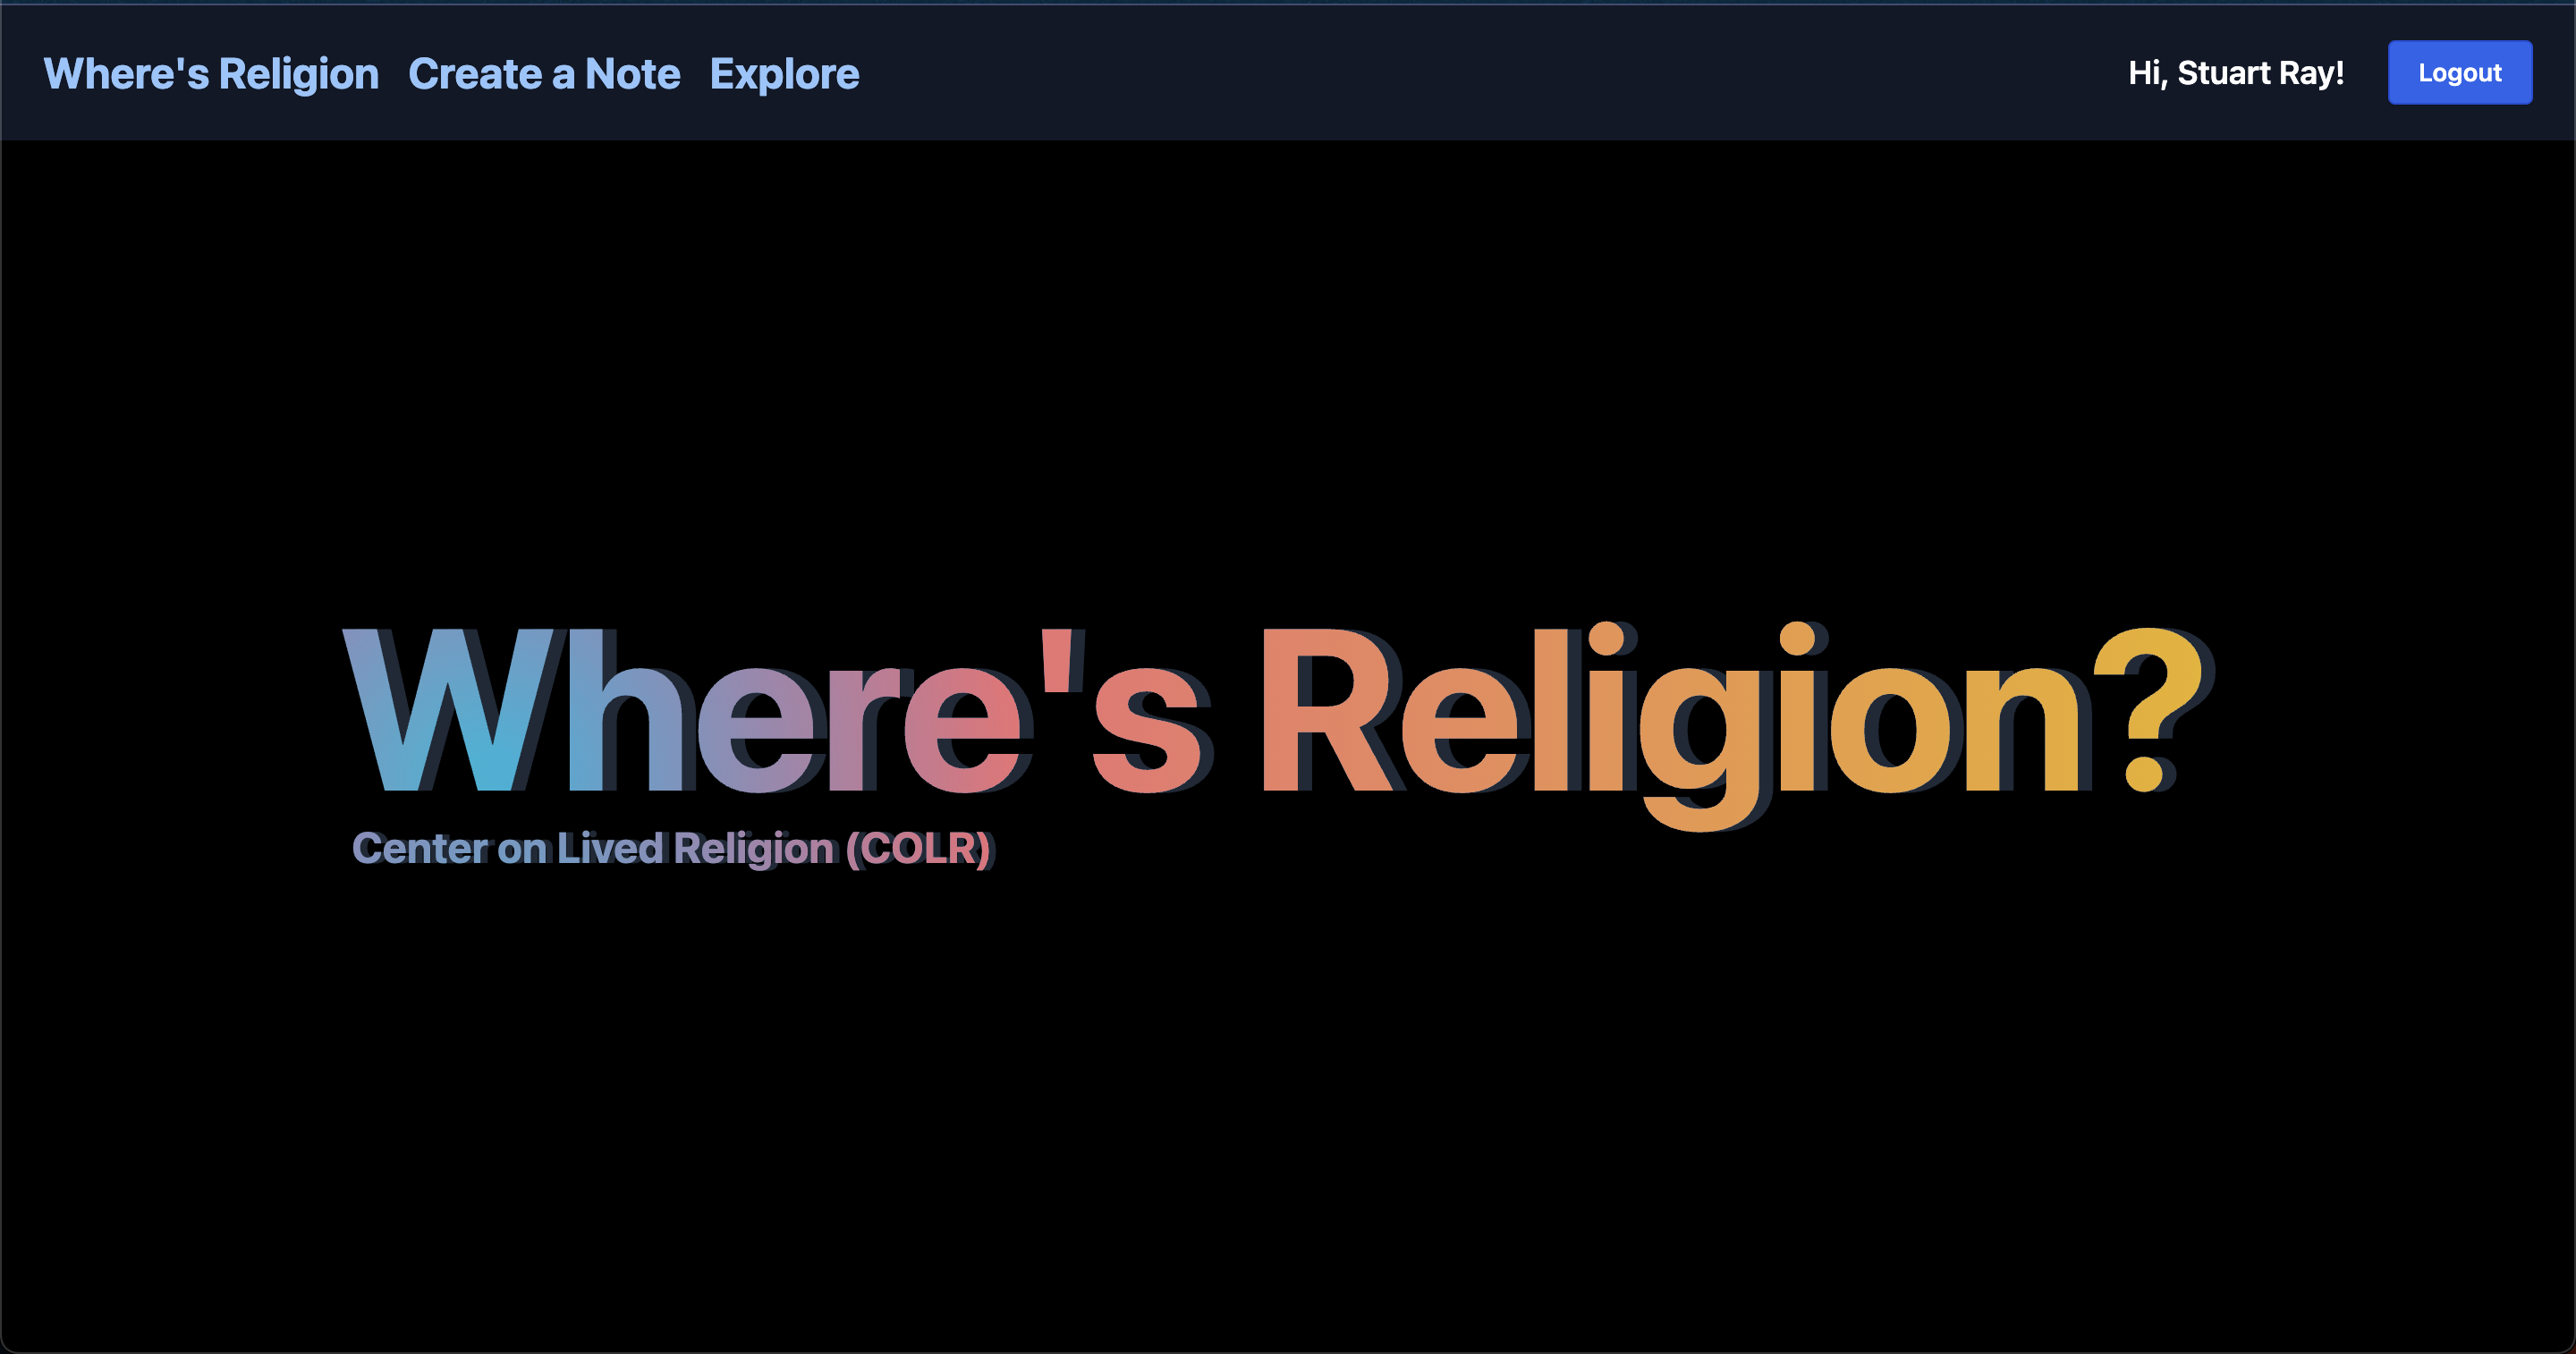 Where's Religion Create a Note Explore Hi, Stuart Ray! Logout
Where's Religion?
Center on Lived Religion (COLR)